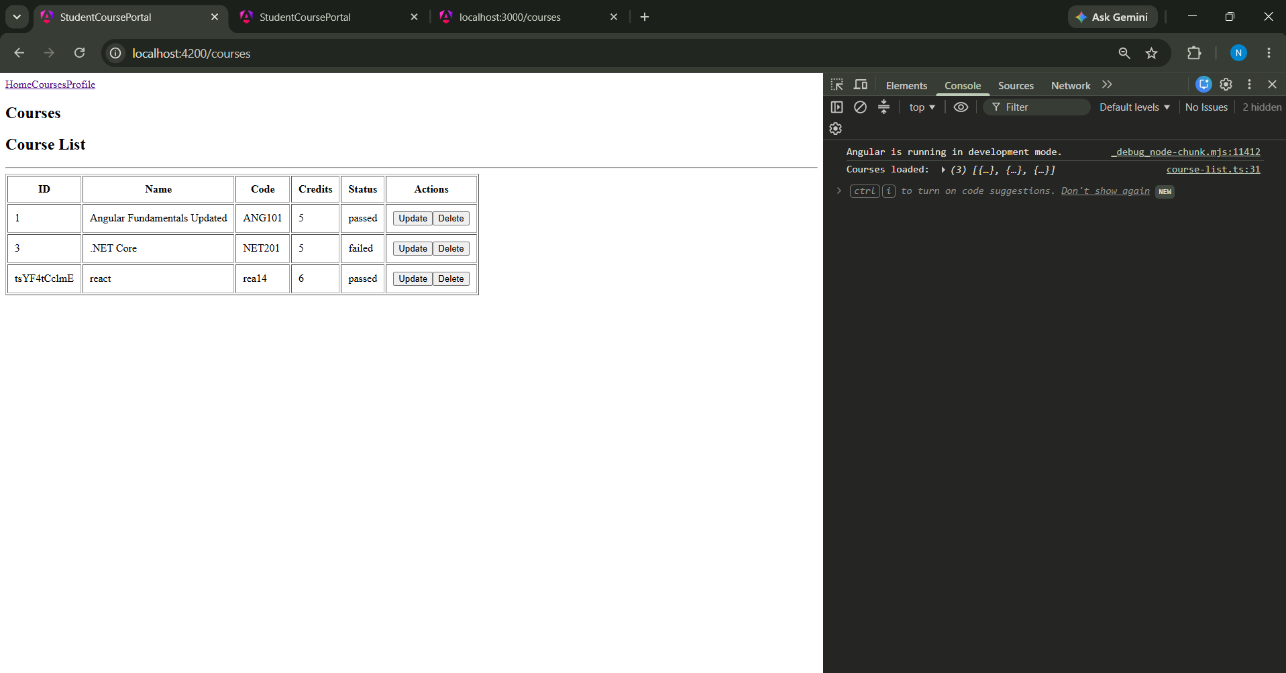 StudentCoursePortal
StudentCoursePortal
localhost:3000/courses
Ask Gemini
localhost:4200/courses
N
HomeCoursesProfile
Courses
Course List
ID Name Code Credits Status Actions
1 Angular Fundamentals Updated ANG101 5 passed Update Delete
3 .NET Core NET201 5 failed Update Delete
tsYF4tCclmE react rea14 6 passed Update Delete
Elements Console Sources Network
top Filter Default levels No Issues 2 hidden
Angular is running in development mode. _debug_node-chunk.mjs:11412
Courses loaded: (3) [{…}, {…}, {…}] course-list.ts:31
ctrl i to turn on code suggestions. Don't show again NEW